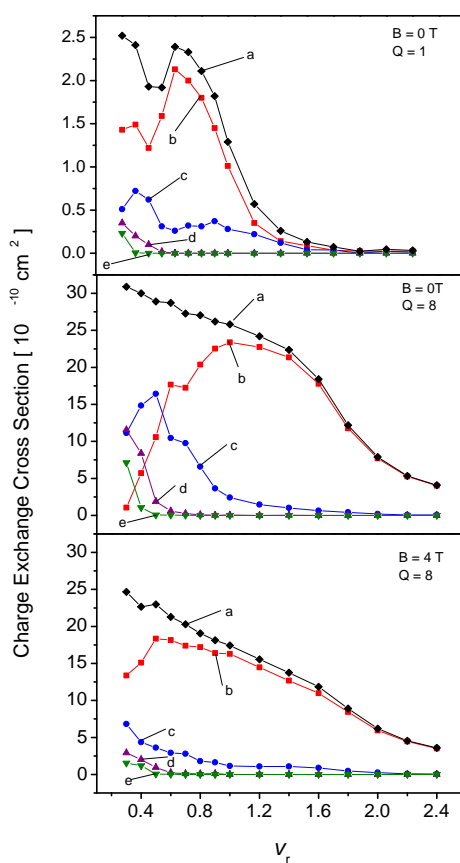 Charge Exchange Cross Section [ 10 -10 cm 2 ]
B = 0 T
Q = 1
2.5
2.0
1.5
1.0
0.5
0.0
a
b
c
d
e
B = 0T
Q = 8
30
25
20
15
10
5
0
a
b
c
d
e
B = 4 T
Q = 8
30
25
20
15
10
5
0
a
b
c
d
e
0.4 0.8 1.2 1.6 2.0 2.4
v r